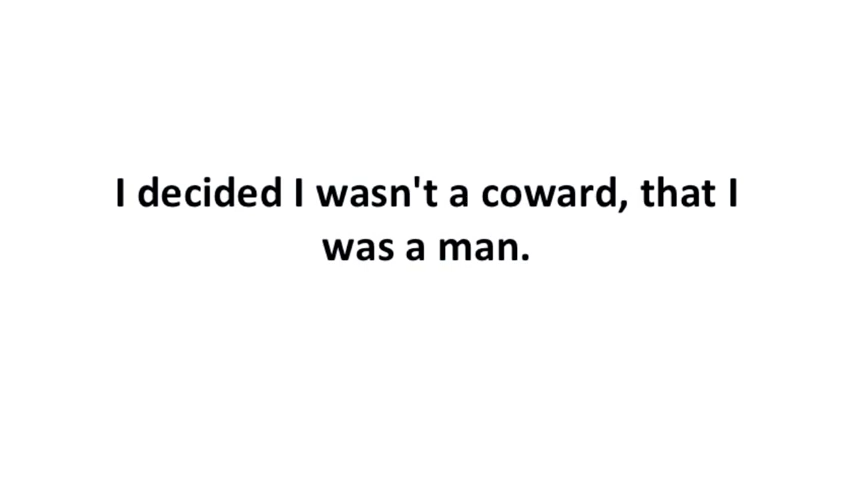 I decided I wasn't a coward, that I
was a man.